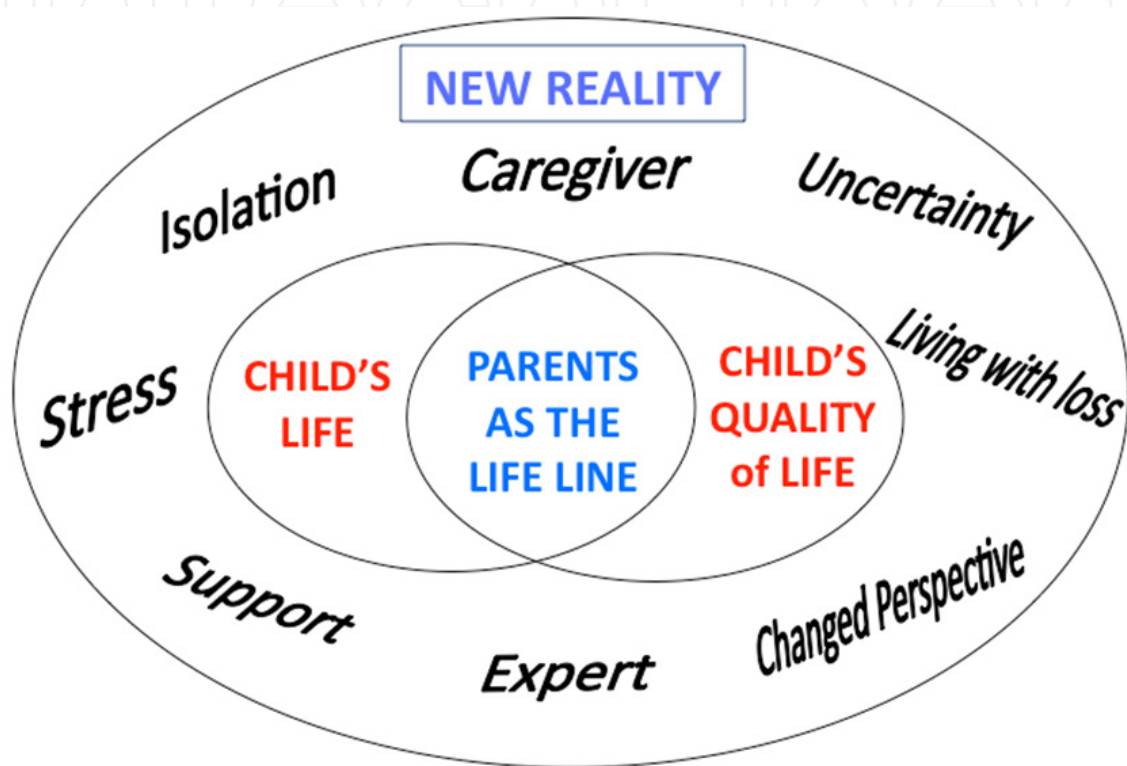 NEW REALITY
Isolation
Caregiver
Uncertainty
Stress
CHILD’S
LIFE
PARENTS
AS THE
LIFE LINE
CHILD’S
QUALITY
of LIFE
Living with loss
Support
Expert
Changed Perspective